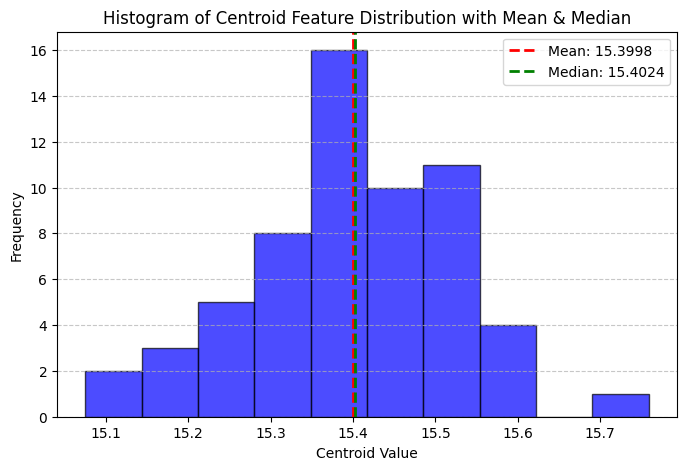 Histogram of Centroid Feature Distribution with Mean & Median
Mean: 15.3998
Median: 15.4024
Frequency
16
14
12
10
8
6
4
2
0
15.1 15.2 15.3 15.4 15.5 15.6 15.7
Centroid Value